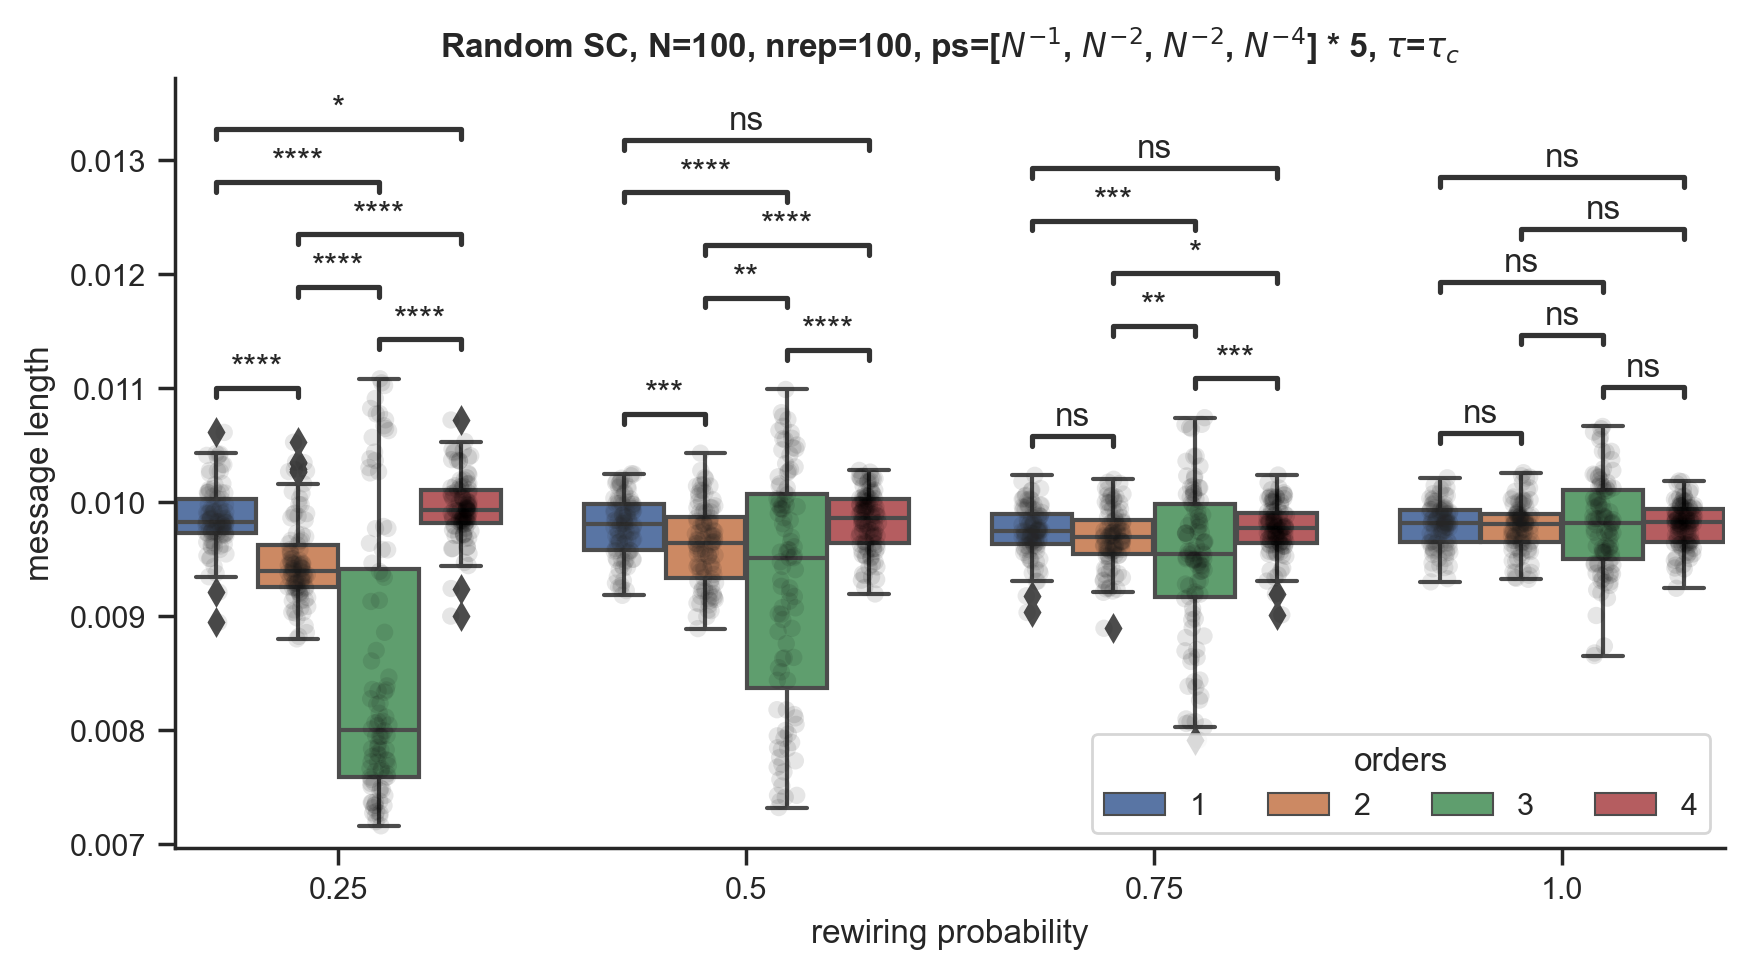 Random SC, N=100, nrep=100, ps=[N⁻¹, N⁻², N⁻², N⁻⁴] * 5, τ=τ_c
*
ns
****
****
ns
ns
****
****
***
ns
****
**
*
ns
****
****
**
ns
****
***
***
ns
ns
ns
0.013
0.012
0.011
0.010
0.009
0.008
0.007
message length
orders
1 2 3 4
0.25 0.5 0.75 1.0
rewiring probability